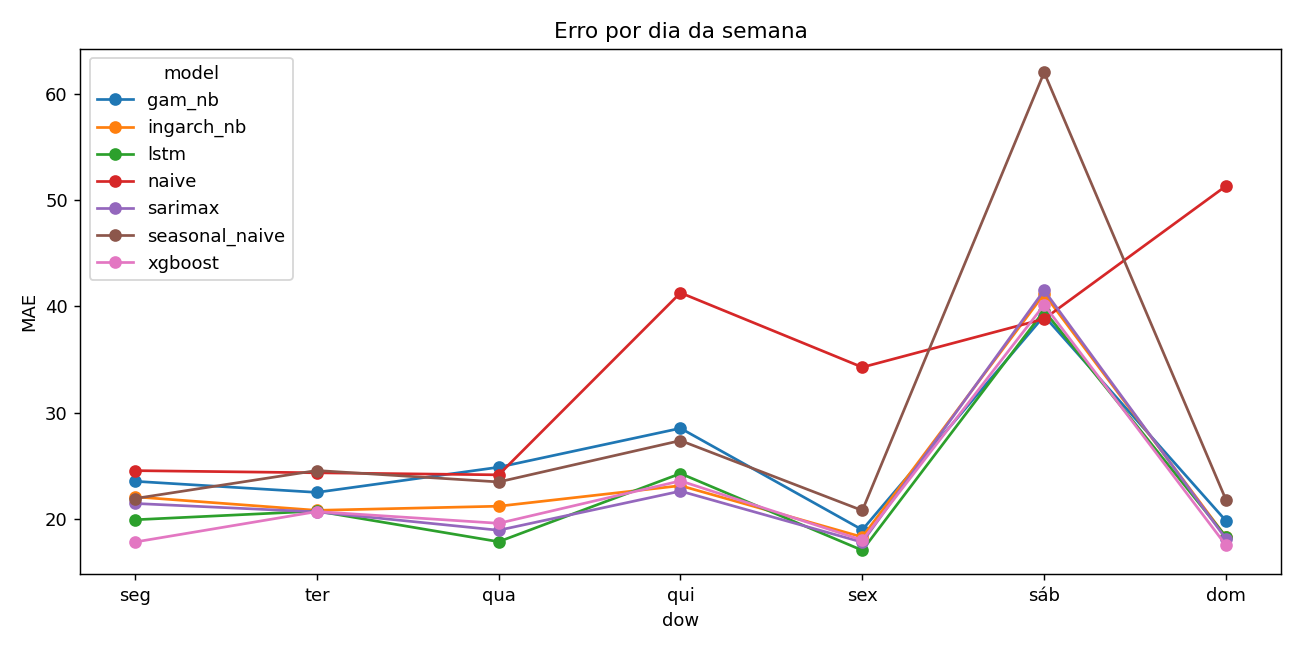 Erro por dia da semana
model
gam_nb
ingarch_nb
lstm
naive
sarimax
seasonal_naive
xgboost
MAE
60
50
40
30
20
seg ter qua qui sex sáb dom
dow